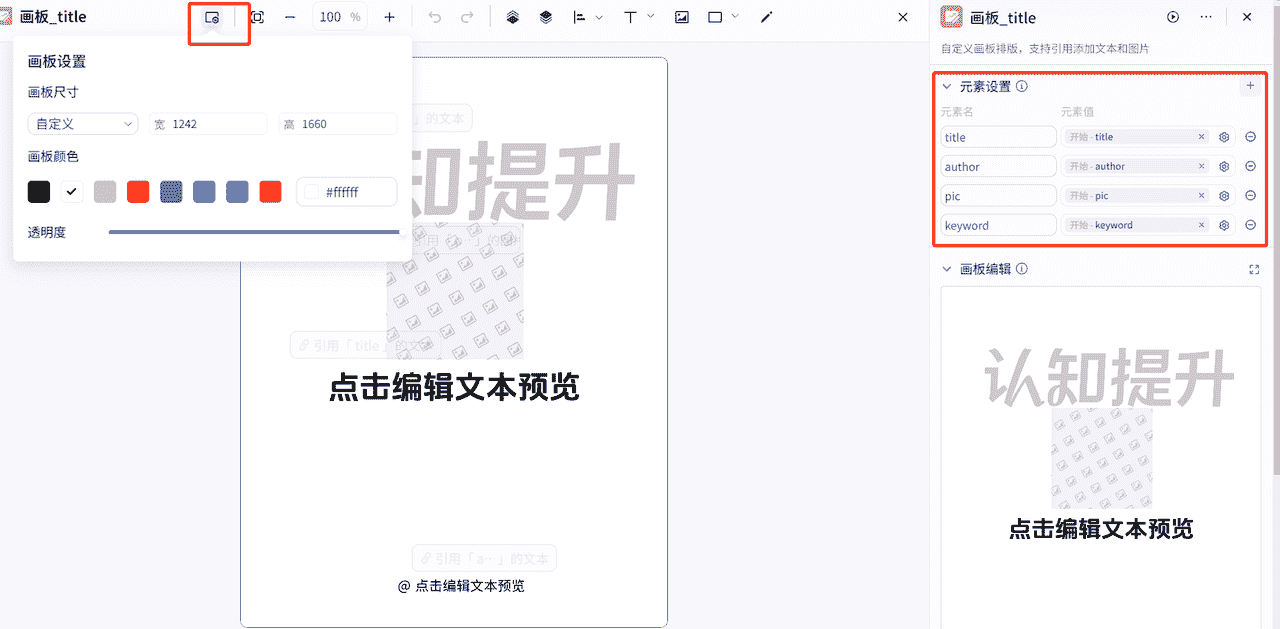 画板_title
100 %
画板设置
画板尺寸
自定义
宽 1242
高 1660
画板颜色
#ffffff
透明度
」的文本
知提升
引用「
引用「 title 」的文本
点击编辑文本预览
引用「 a··· 」的文本
@ 点击编辑文本预览
画板_title
自定义画板排版，支持引用添加文本和图片
元素设置
元素名 元素值
title 开始 - title
author 开始 - author
pic 开始 - pic
keyword 开始 - keyword
画板编辑
认知提升
点击编辑文本预览